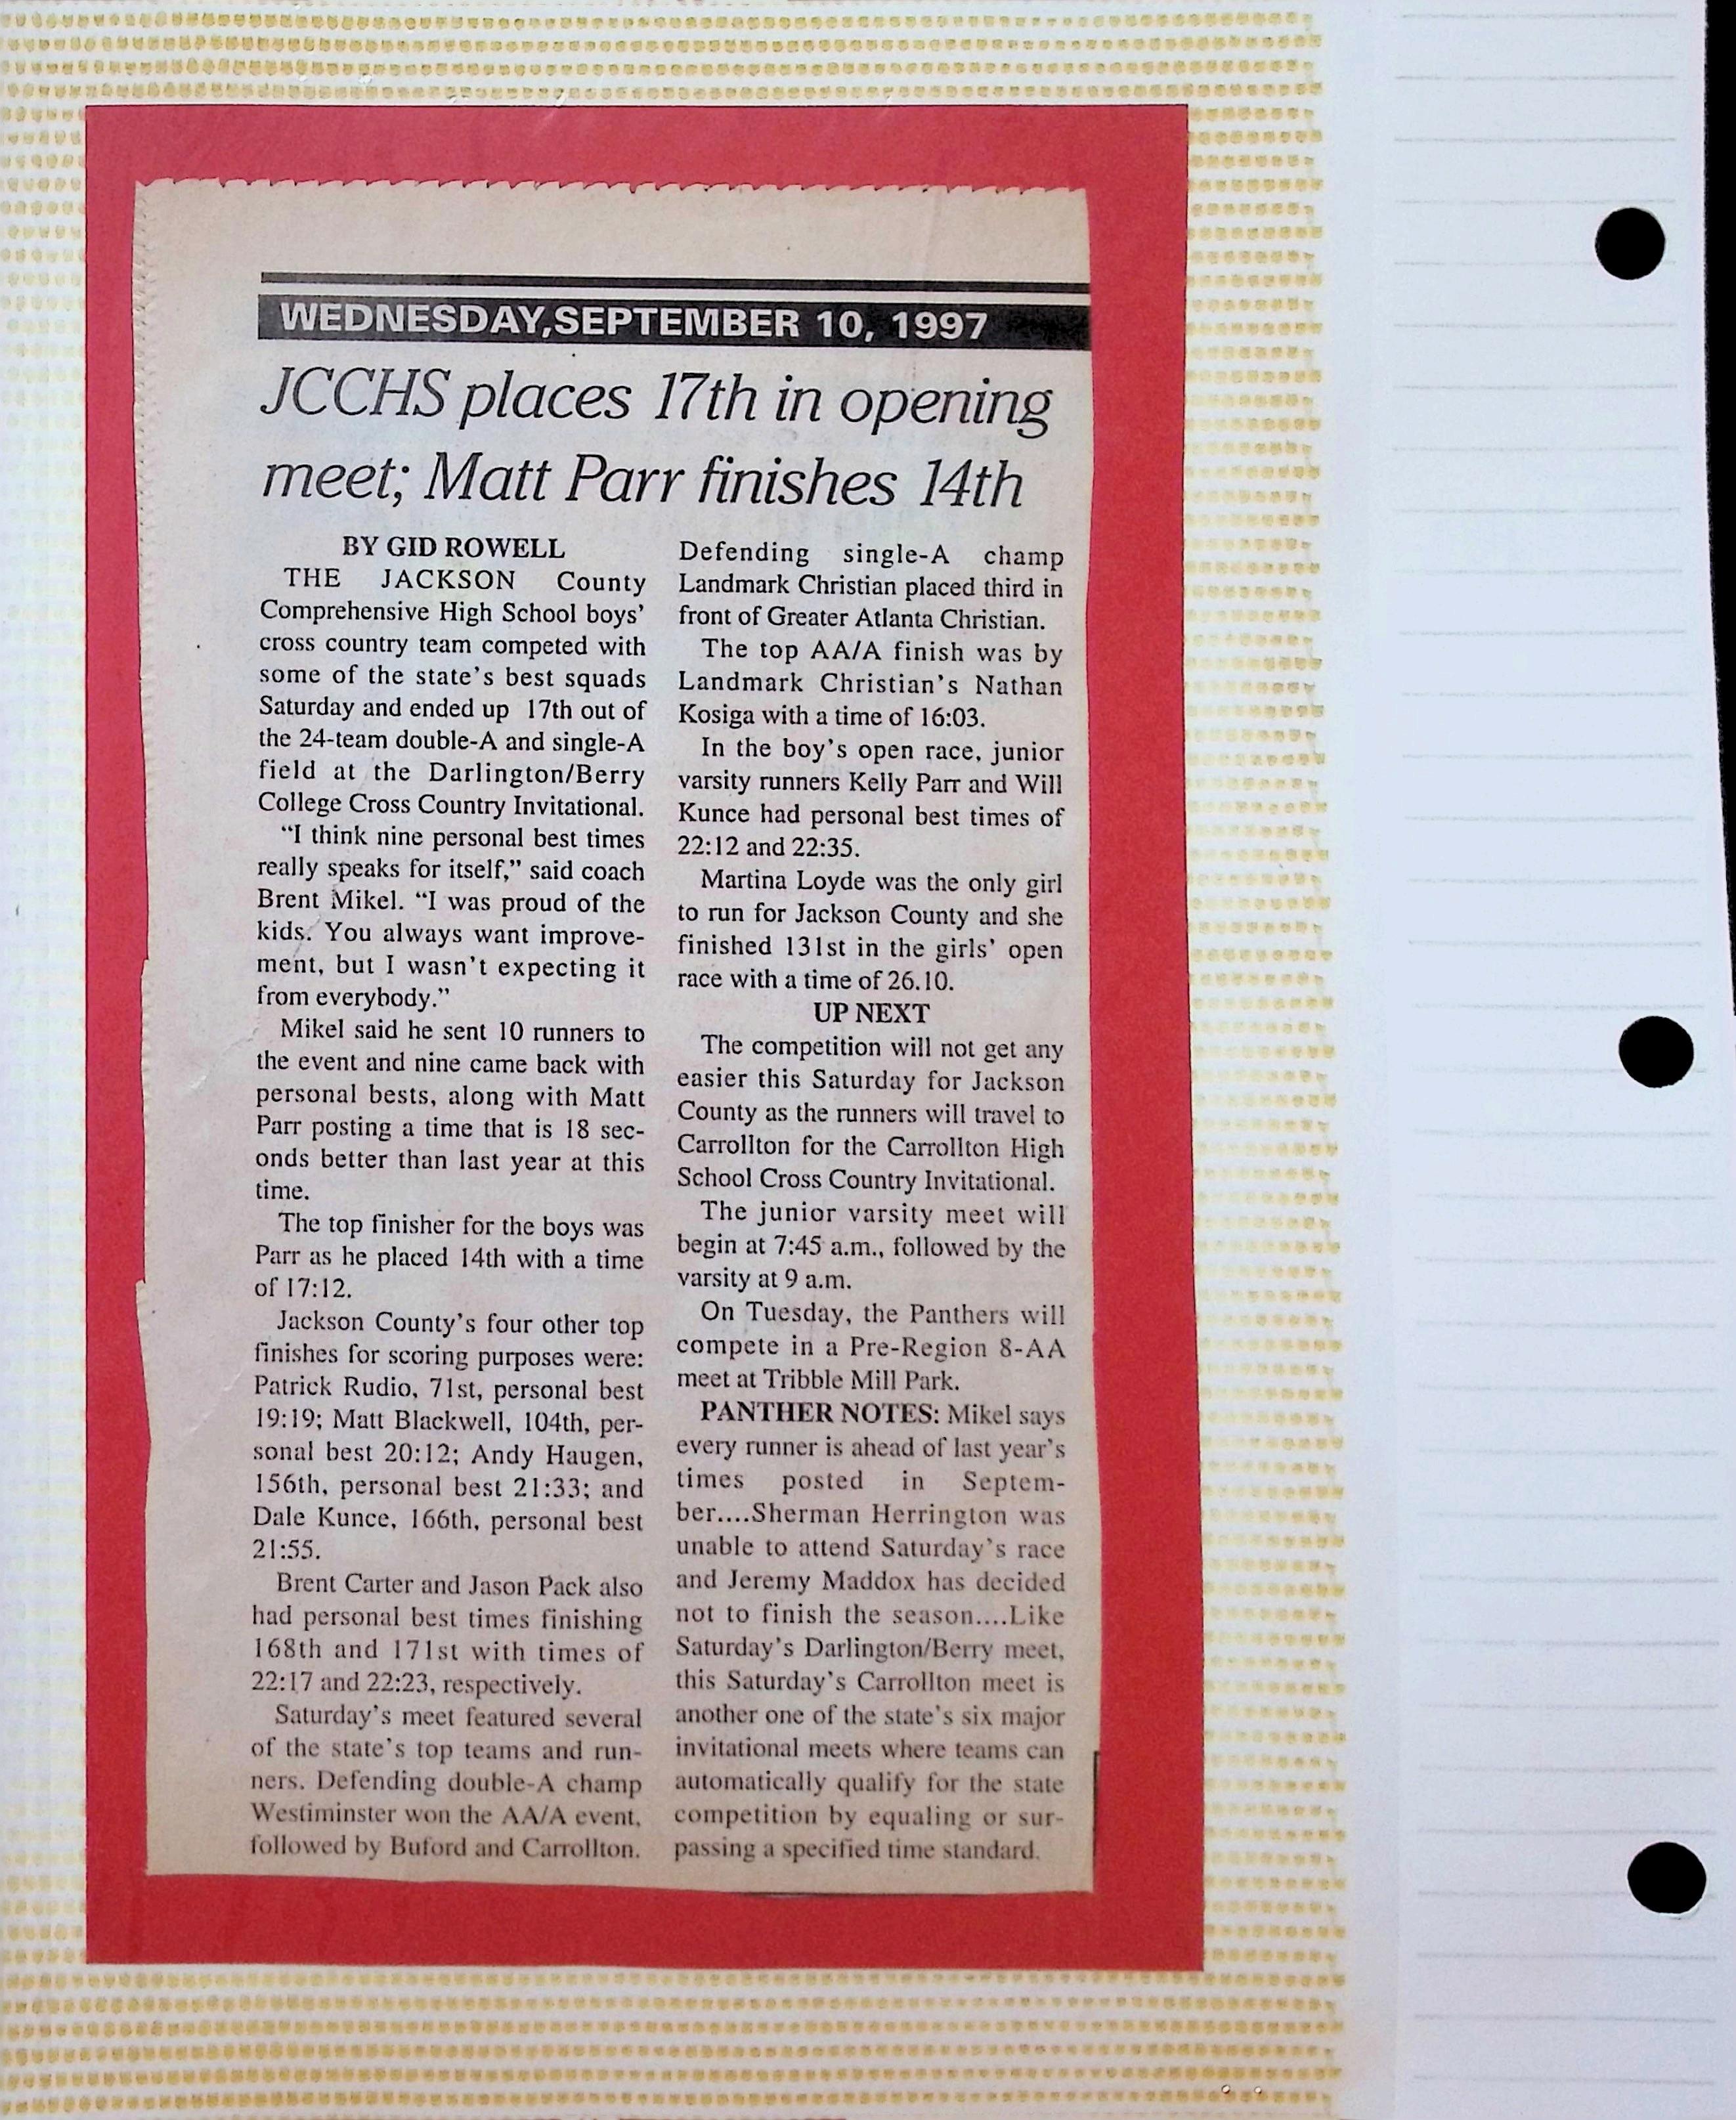 WEDNESDAY,SEPTEMBER 10, 1997
JCCHS places 17th in opening
meet; Matt Parr finishes 14th
BY GID ROWELL
THE JACKSON County
Comprehensive High School boys'
cross country team competed with
some of the state's best squads
Saturday and ended up 17th out of
the 24-team double-A and single-A
field at the Darlington/Berry
College Cross Country Invitational.
"I think nine personal best times
really speaks for itself," said coach
Brent Mikel. "I was proud of the
kids. You always want improve-
ment, but I wasn't expecting it
from everybody."
Mikel said he sent 10 runners to
the event and nine came back with
personal bests, along with Matt
Parr posting a time that is 18 sec-
onds better than last year at this
time.
The top finisher for the boys was
Parr as he placed 14th with a time
of 17:12.
Jackson County's four other top
finishes for scoring purposes were:
Patrick Rudio, 71st, personal best
19:19; Matt Blackwell, 104th, per-
sonal best 20:12; Andy Haugen,
156th, personal best 21:33; and
Dale Kunce, 166th, personal best
21:55.
Brent Carter and Jason Pack also
had personal best times finishing
168th and 171st with times of
22:17 and 22:23, respectively.
Saturday's meet featured several
of the state's top teams and run-
ners. Defending double-A champ
Westiminster won the AA/A event,
followed by Buford and Carrollton.
Defending single-A champ
Landmark Christian placed third in
front of Greater Atlanta Christian.
The top AA/A finish was by
Landmark Christian's Nathan
Kosiga with a time of 16:03.
In the boy's open race, junior
varsity runners Kelly Parr and Will
Kunce had personal best times of
22:12 and 22:35.
Martina Loyde was the only girl
to run for Jackson County and she
finished 131st in the girls' open
race with a time of 26.10.
UP NEXT
The competition will not get any
easier this Saturday for Jackson
County as the runners will travel to
Carrollton for the Carrollton High
School Cross Country Invitational.
The junior varsity meet will
begin at 7:45 a.m., followed by the
varsity at 9 a.m.
On Tuesday, the Panthers will
compete in a Pre-Region 8-AA
meet at Tribble Mill Park.
PANTHER NOTES: Mikel says
every runner is ahead of last year's
times posted in Septem-
ber....Sherman Herrington was
unable to attend Saturday's race
and Jeremy Maddox has decided
not to finish the season....Like
Saturday's Darlington/Berry meet,
this Saturday's Carrollton meet is
another one of the state's six major
invitational meets where teams can
automatically qualify for the state
competition by equaling or sur-
passing a specified time standard.